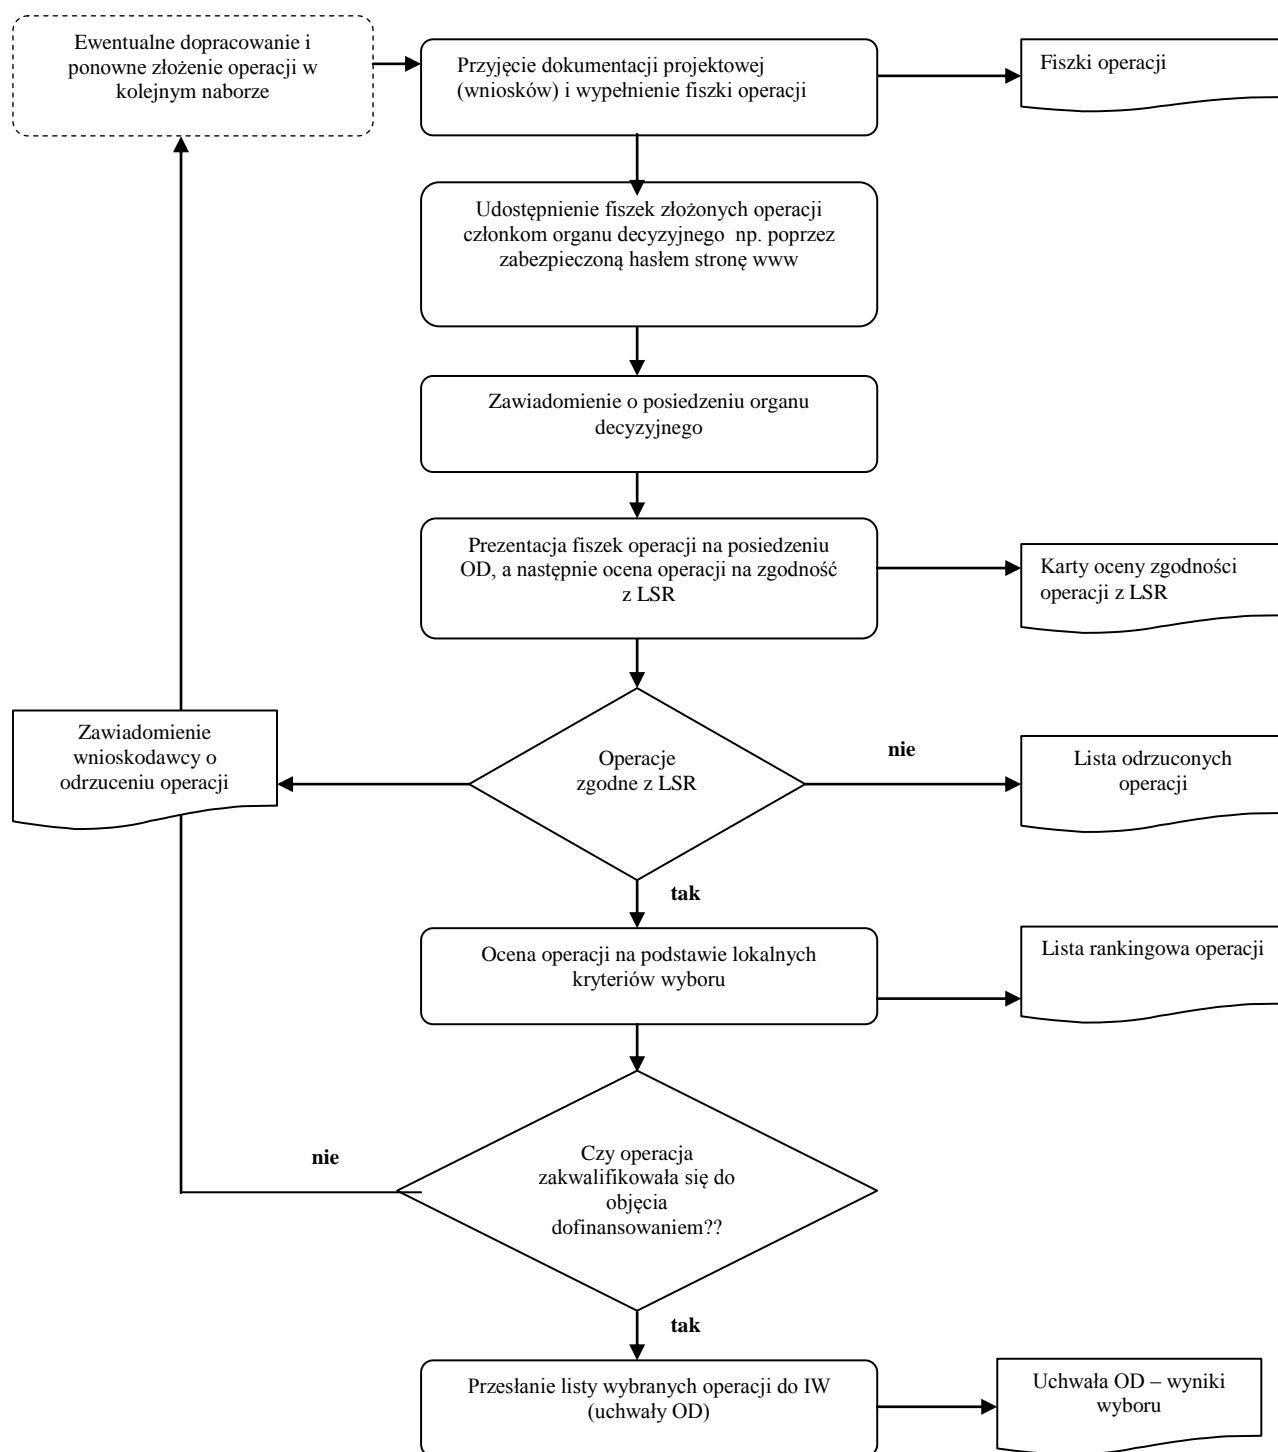 Ewentualne dopracowanie i
ponowne złożenie operacji w
kolejnym naborze
Przyjęcie dokumentacji projektowej
(wniosków) i wypełnienie fiszki operacji
Fiszki operacji
Udostępnienie fiszek złożonych operacji
członkom organu decyzyjnego np. poprzez
zabezpieczoną hasłem stronę www
Zawiadomienie o posiedzeniu organu
decyzyjnego
Prezentacja fiszek operacji na posiedzeniu
OD, a następnie ocena operacji na zgodność
z LSR
Karty oceny zgodności
operacji z LSR
Zawiadomienie
wnioskodawcy o
odrzuceniu operacji
Operacje
zgodne z LSR
nie
Lista odrzuconych
operacji
tak
Ocena operacji na podstawie lokalnych
kryteriów wyboru
Lista rankingowa operacji
nie
Czy operacja
zakwalifikowała się do
objęcia
dofinansowaniem??
tak
Przesłanie listy wybranych operacji do IW
(uchwały OD)
Uchwała OD – wyniki
wyboru